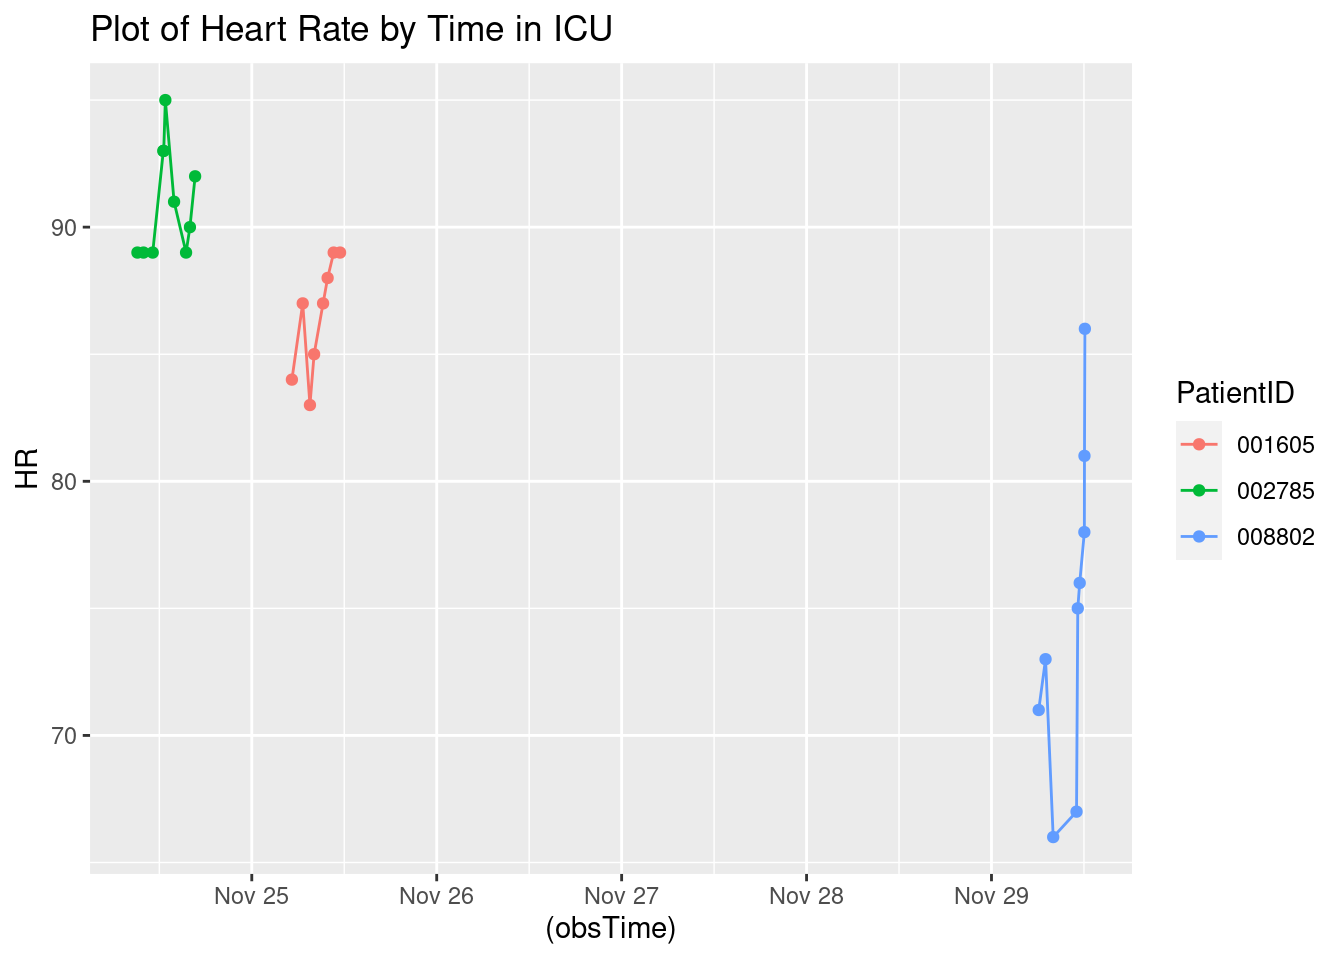 Plot of Heart Rate by Time in ICU
HR
90
80
70
Nov 25 Nov 26 Nov 27 Nov 28 Nov 29
(obsTime)
PatientID
001605
002785
008802